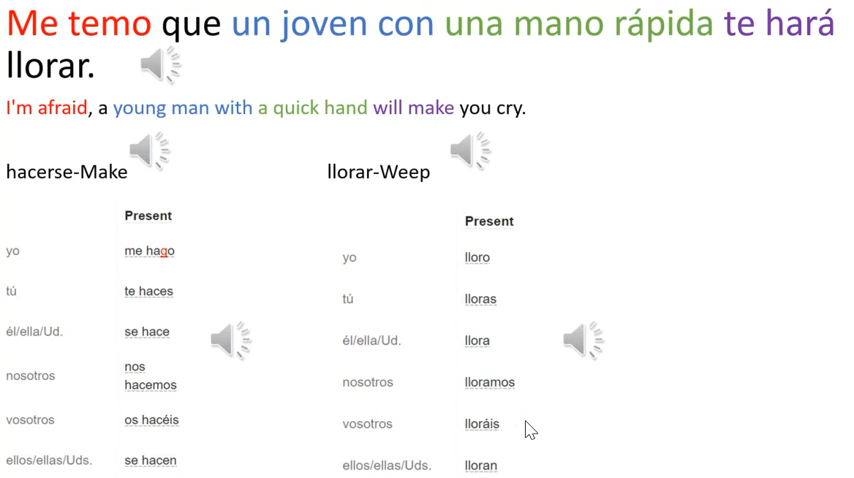 Me temo que un joven con una mano rápida te hará
llorar.
I'm afraid, a young man with a quick hand will make you cry.
hacerse-Make
llorar-Weep
Present
yo me hago
tú te haces
él/ella/Ud. se hace
nosotros nos
hacemos
vosotros os hacéis
ellos/ellas/Uds. se hacen
Present
yo lloro
tú lloras
él/ella/Ud. llora
nosotros lloramos
vosotros lloráis
ellos/ellas/Uds. lloran